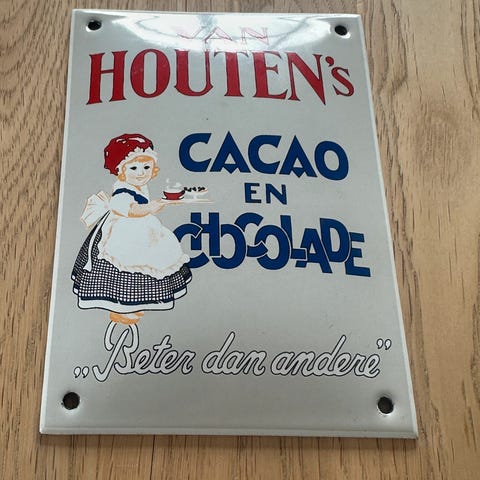 VAN
HOUTEN's
CACAO
EN
CHOCOLADE
„Beter dan andere”